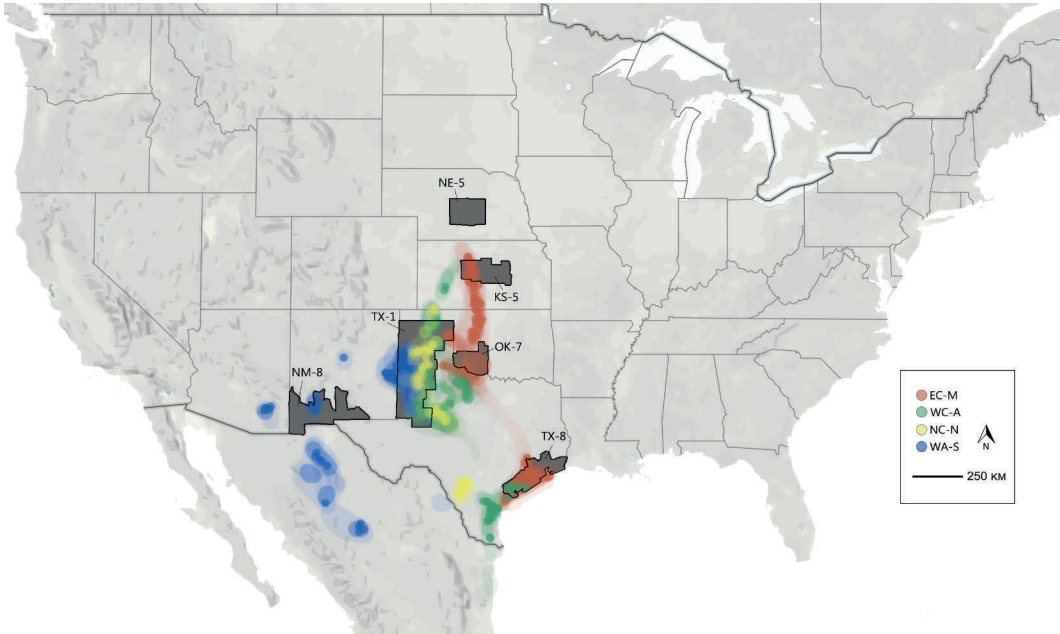 NE-5
KS-5
TX-1
OK-7
NM-8
TX-8
EC-M
WC-A
NC-N
WA-S
N
250 KM